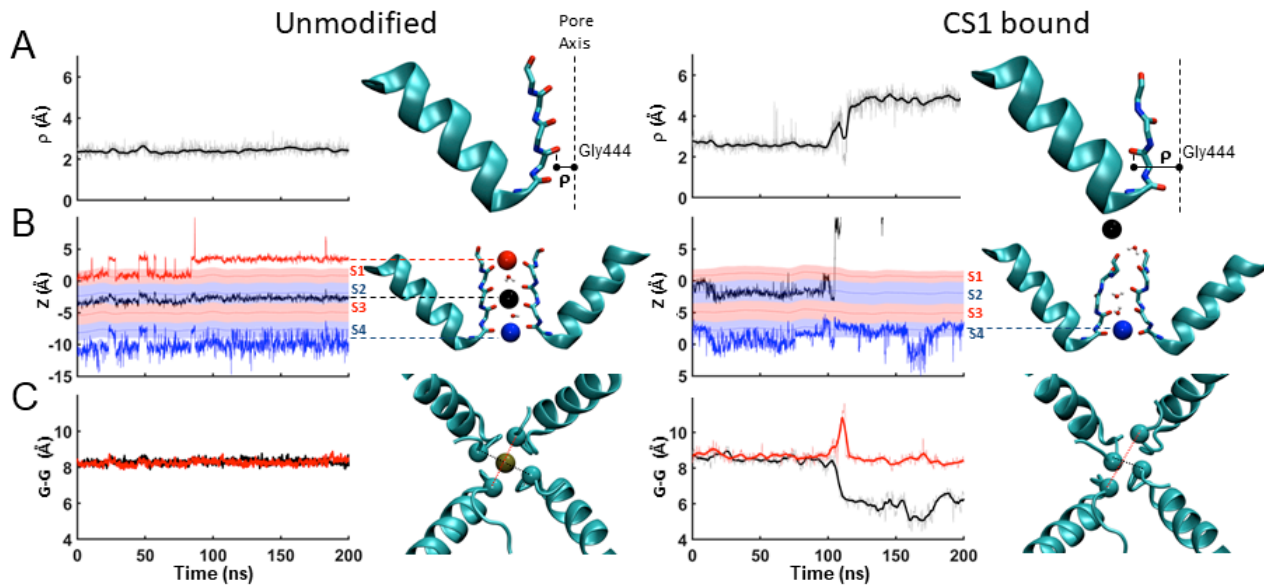 Unmodified
CS1 bound
Pore
Axis
A
6
4
2
0
ρ (Å)
Gly444
ρ
6
4
2
0
ρ (Å)
ρ
Gly444
B
5
0
-5
-10
-15
Z (Å)
S1
S2
S3
S4
5
0
-5
0
5
Z (Å)
S1
S2
S3
S4
C
10
8
6
4
G-G (Å)
0 50 100 150 200
Time (ns)
10
8
6
4
G-G (Å)
0 50 100 150 200
Time (ns)